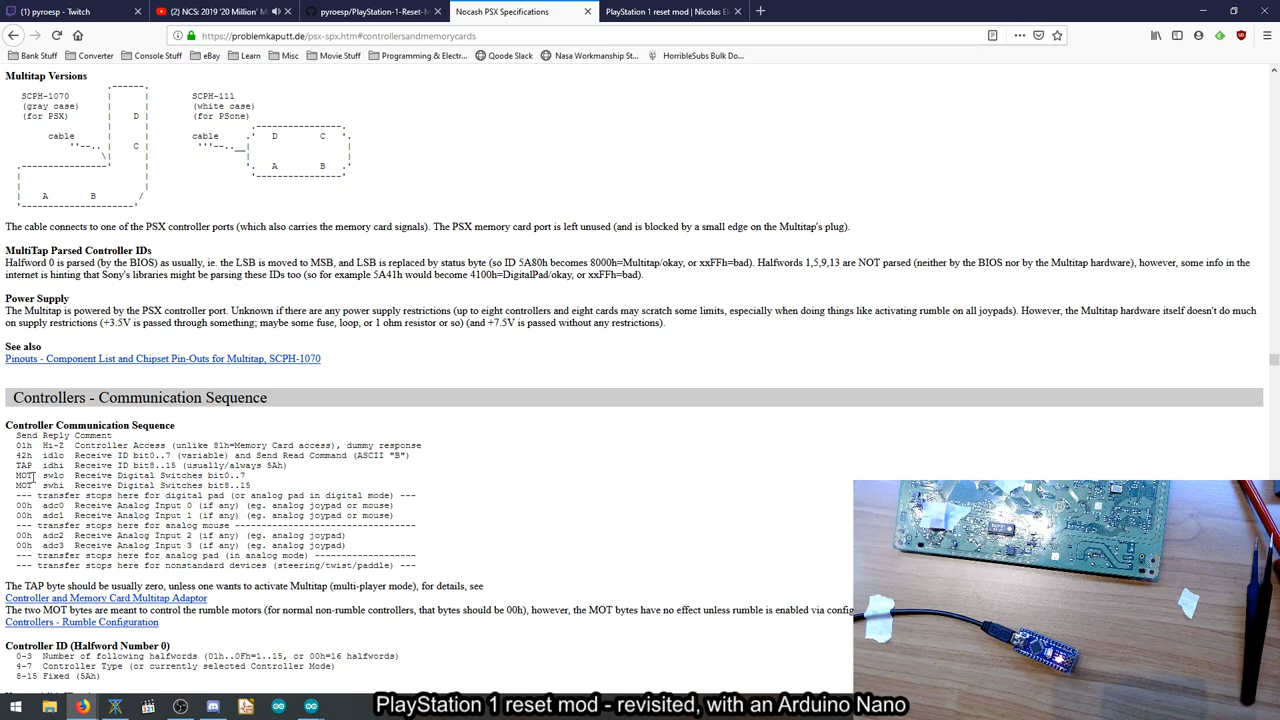 (1) pyroesp - Twitch
(2) NCS: 2019 '20 Million' M
pyroesp/PlayStation-1-Reset-M
Nocash PSX Specifications
PlayStation 1 reset mod | Nicolas E
https://problemkaputt.de/psx-spx.htm#controllersandmemorycards
Bank Stuff
Converter
Console Stuff
eBay
Learn
Misc
Movie Stuff
Programming & Electr...
Qoode Slack
Nasa Workmanship St...
HorribleSubs Bulk Do...
Multitap Versions
SCPH-1070 SCPH-111
(gray case) (white case)
(for PSX) D (for PSone)
cable cable D C
C
A B
A B
The cable connects to one of the PSX controller ports (which also carries the memory card signals). The PSX memory card port is left unused (and is blocked by a small edge on the Multitap's plug).
MultiTap Parsed Controller IDs
Halfword 0 is parsed (by the BIOS) as usually, ie. the LSB is moved to MSB, and LSB is replaced by status byte (so ID 5A80h becomes 8000h=Multitap/okay, or xxFFh=bad). Halfwords 1,5,9,13 are NOT parsed (neither by the BIOS nor by the Multitap hardware), however, some info in the
internet is hinting that Sony's libraries might be parsing these IDs too (so for example 5A41h would become 4100h=DigitalPad/okay, or xxFFh=bad).
Power Supply
The Multitap is powered by the PSX controller port. Unknown if there are any power supply restrictions (up to eight controllers and eight cards may scratch some limits, especially when doing things like activating rumble on all joypads). However, the Multitap hardware itself doesn't do much
on supply restrictions (+3.5V is passed through something; maybe some fuse, loop, or 1 ohm resistor or so) (and +7.5V is passed without any restrictions).
See also
Pinouts - Component List and Chipset Pin-Outs for Multitap, SCPH-1070
Controllers - Communication Sequence
Controller Communication Sequence
Send Reply Comment
01h Hi-Z Controller Access (unlike 81h=Memory Card access), dummy response
42h idlo Receive ID bit0..7 (variable) and Send Read Command (ASCII "B")
TAP idhi Receive ID bit8..15 (usually/always 5Ah)
MOT swlo Receive Digital Switches bit0..7
MOT swhi Receive Digital Switches bit8..15
--- transfer stops here for digital pad (or analog pad in digital mode) ---
00h adc0 Receive Analog Input 0 (if any) (eg. analog joypad or mouse)
00h adc1 Receive Analog Input 1 (if any) (eg. analog joypad or mouse)
--- transfer stops here for analog mouse ----------------------------------
00h adc2 Receive Analog Input 2 (if any) (eg. analog joypad)
00h adc3 Receive Analog Input 3 (if any) (eg. analog joypad)
--- transfer stops here for analog pad (in analog mode) -------------------
--- transfer stops here for nonstandard devices (steering/twist/paddle) ---
The TAP byte should be usually zero, unless one wants to activate Multitap (multi-player mode), for details, see
Controller and Memory Card Multitap Adaptor
The two MOT bytes are meant to control the rumble motors (for normal non-rumble controllers, that bytes should be 00h), however, the MOT bytes have no effect unless rumble is enabled via config
Controllers - Rumble Configuration
Controller ID (Halfword Number 0)
0-3 Number of following halfwords (01h..0Fh=1..15, or 00h=16 halfwords)
4-7 Controller Type (or currently selected Controller Mode)
8-15 Fixed (5Ah)
PlayStation 1 reset mod - revisited, with an Arduino Nano